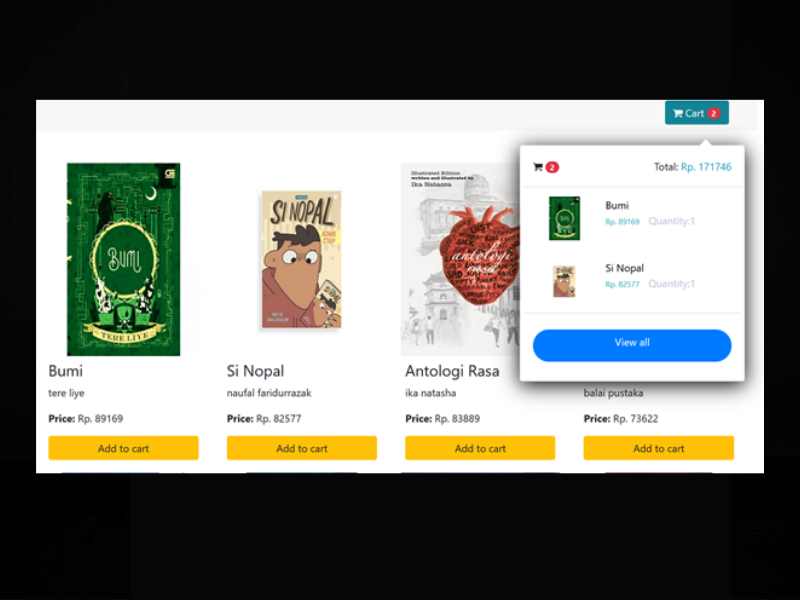 Cart 2
2
Total: Rp. 171746
Bumi
Rp. 89169 Quantity:1
Si Nopal
Rp. 82577 Quantity:1
View all
BUMI
TERE LIYE
SI NOPAL
Illustrated Edition
written and illustrated by
Ika Natassa
antologi
rasa
Bumi
tere liye
Price: Rp. 89169
Add to cart
Si Nopal
naufal faridurrazak
Price: Rp. 82577
Add to cart
Antologi Rasa
ika natasha
Price: Rp. 83889
Add to cart
balai pustaka
Price: Rp. 73622
Add to cart